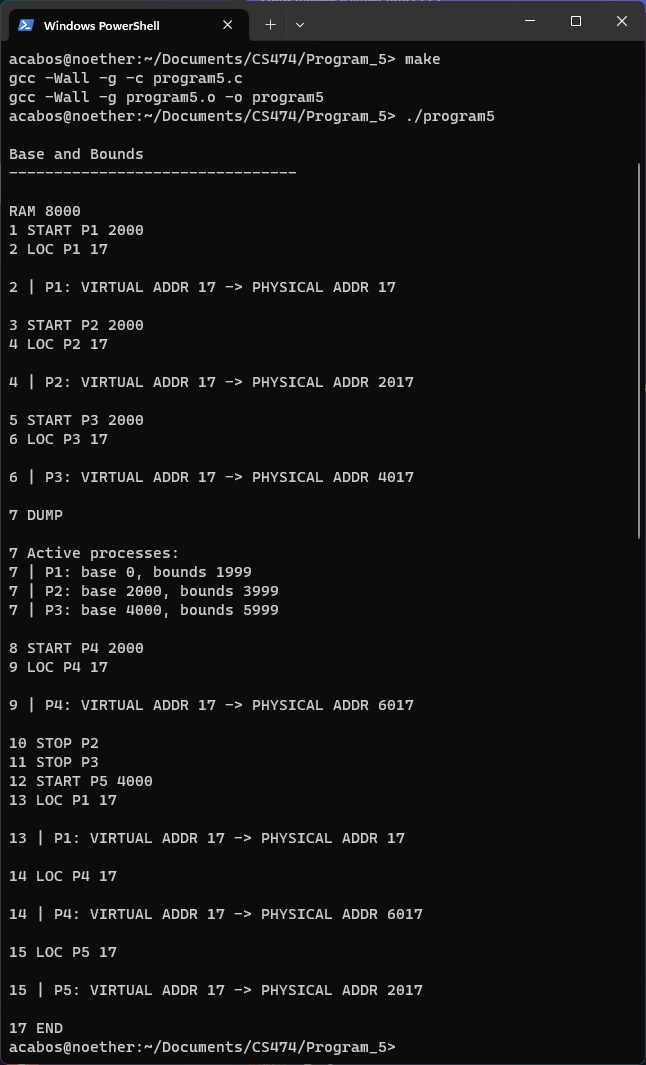 Windows PowerShell
acabos@noether:~/Documents/CS474/Program_5> make
gcc -Wall -g -c program5.c
gcc -Wall -g program5.o -o program5
acabos@noether:~/Documents/CS474/Program_5> ./program5
Base and Bounds
--------------------------------
RAM 8000
1 START P1 2000
2 LOC P1 17
2 | P1: VIRTUAL ADDR 17 -> PHYSICAL ADDR 17
3 START P2 2000
4 LOC P2 17
4 | P2: VIRTUAL ADDR 17 -> PHYSICAL ADDR 2017
5 START P3 2000
6 LOC P3 17
6 | P3: VIRTUAL ADDR 17 -> PHYSICAL ADDR 4017
7 DUMP
7 Active processes:
7 | P1: base 0, bounds 1999
7 | P2: base 2000, bounds 3999
7 | P3: base 4000, bounds 5999
8 START P4 2000
9 LOC P4 17
9 | P4: VIRTUAL ADDR 17 -> PHYSICAL ADDR 6017
10 STOP P2
11 STOP P3
12 START P5 4000
13 LOC P1 17
13 | P1: VIRTUAL ADDR 17 -> PHYSICAL ADDR 17
14 LOC P4 17
14 | P4: VIRTUAL ADDR 17 -> PHYSICAL ADDR 6017
15 LOC P5 17
15 | P5: VIRTUAL ADDR 17 -> PHYSICAL ADDR 2017
17 END
acabos@noether:~/Documents/CS474/Program_5>